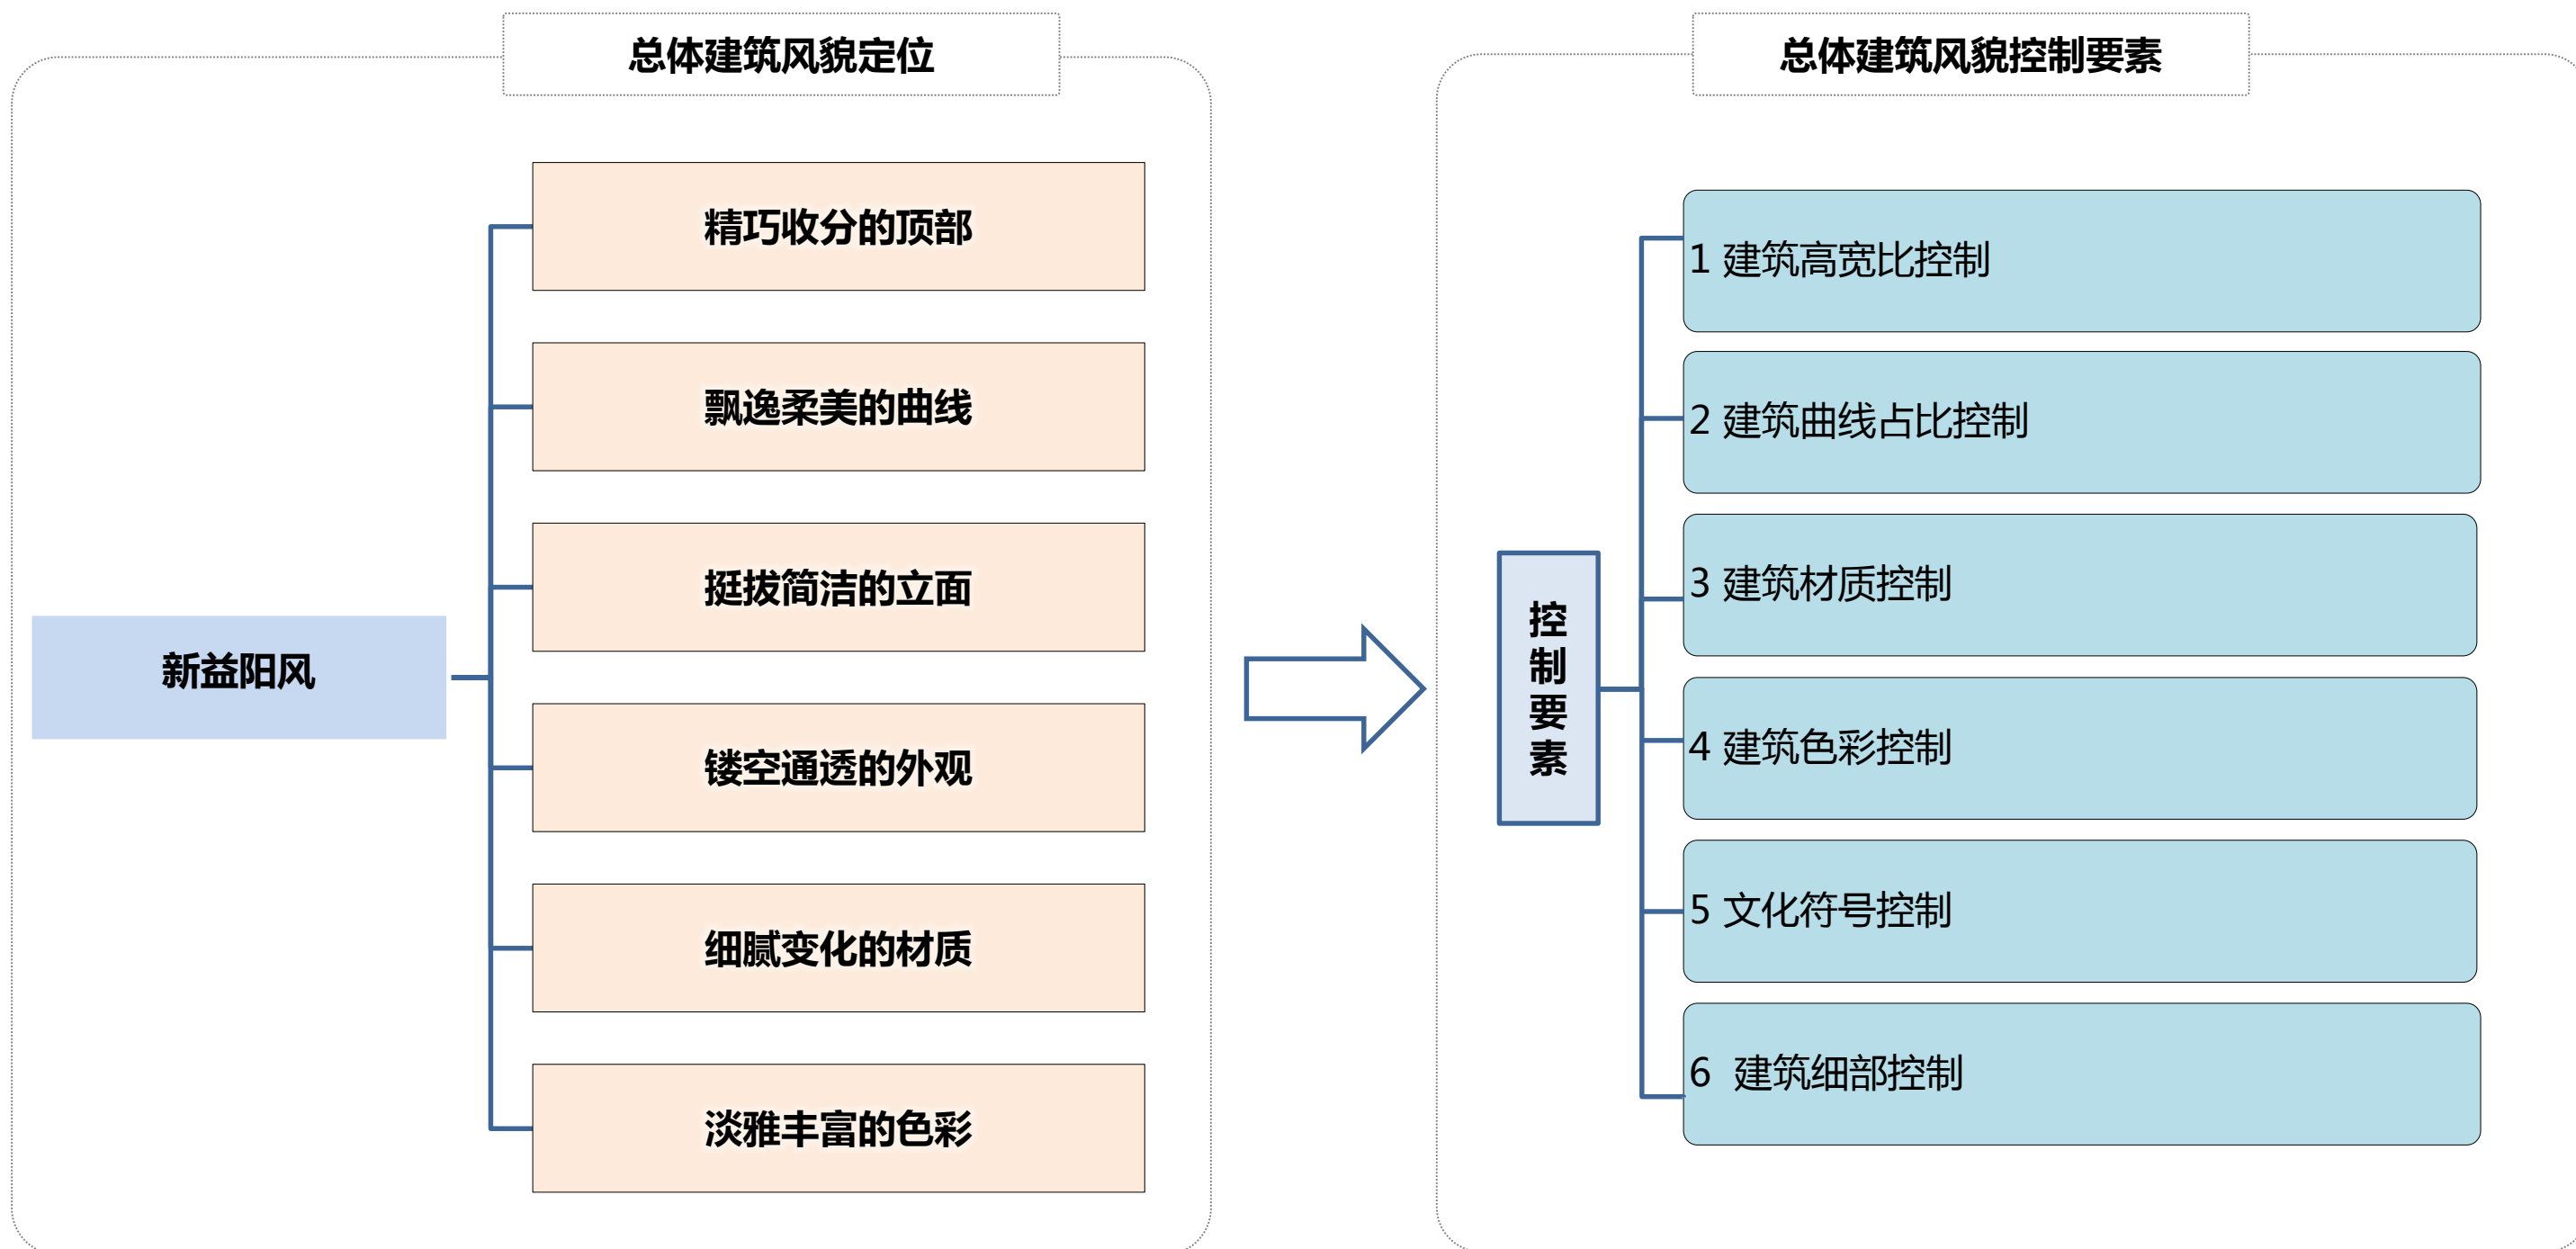 总体建筑风貌定位
新益阳风
精巧收分的顶部
飘逸柔美的曲线
挺拔简洁的立面
镂空通透的外观
细腻变化的材质
淡雅丰富的色彩
总体建筑风貌控制要素
控
制
要
素
1 建筑高宽比控制
2 建筑曲线占比控制
3 建筑材质控制
4 建筑色彩控制
5 文化符号控制
6 建筑细部控制